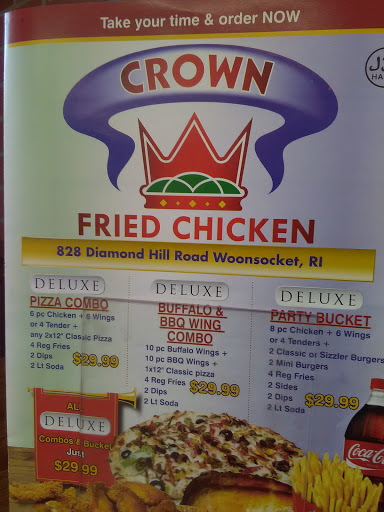 Take your time & order NOW
CROWN
FRIED CHICKEN
828 Diamond Hill Road Woonsocket, RI
DELUXE
PIZZA COMBO
6 pc Chicken + 6 Wings
or 4 Tender +
any 2x12" Classic Pizza
4 Reg Fries
2 Dips
2 Lt Soda
$29.99
DELUXE
BUFFALO &
BBQ WING
COMBO
10 pc Buffalo Wings +
10 pc BBQ Wings +
1x12" Classic pizza
4 Reg Fries
2 Dips
2 Lt Soda
$29.99
DELUXE
PARTY BUCKET
8 pc Chicken + 6 Wings
or 4 Tenders +
2 Classic or Sizzler Burgers
2 Mini Burgers
4 Reg Fries
2 Sides
2 Dips
2 Lt Soda
$29.99
DELUXE
Combos & Bucket
Just
$29.99
Coca-Co